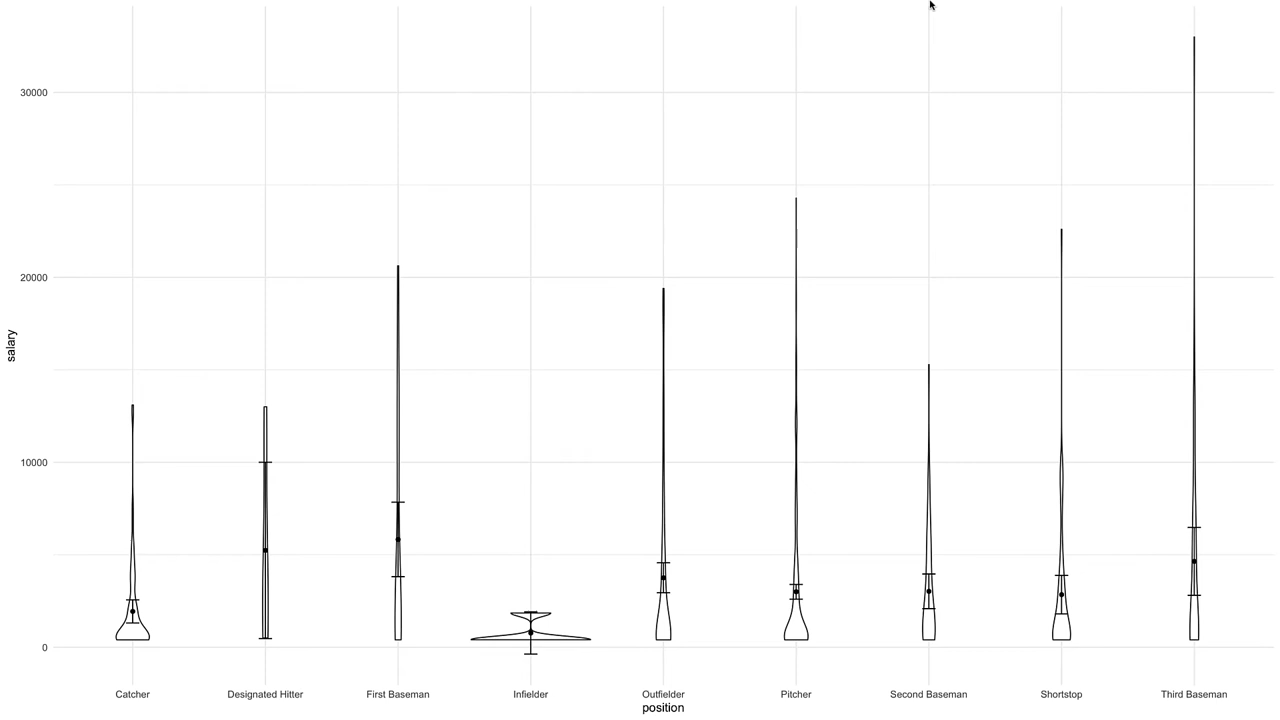 30000
20000
salary
10000
0
Catcher Designated Hitter First Baseman Infielder Outfielder Pitcher Second Baseman Shortstop Third Baseman
position